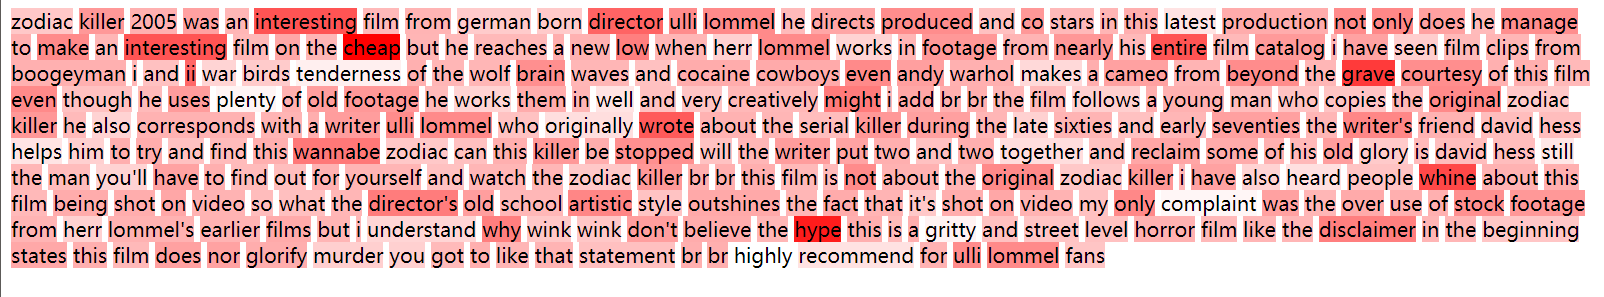 zodiac killer 2005 was an interesting film from german born director ulli lommel he directs produced and co stars in this latest production not only does he manage
to make an interesting film on the cheap but he reaches a new low when herr lommel works in footage from nearly his entire film catalog i have seen film clips from
boogeyman i and ii war birds tenderness of the wolf brain waves and cocaine cowboys even andy warhol makes a cameo from beyond the grave courtesy of this film
even though he uses plenty of old footage he works them in well and very creatively might i add br br the film follows a young man who copies the original zodiac
killer he also corresponds with a writer ulli lommel who originally wrote about the serial killer during the late sixties and early seventies the writer's friend david hess
helps him to try and find this wannabe zodiac can this killer be stopped will the writer put two and two together and reclaim some of his old glory is david hess still
the man you'll have to find out for yourself and watch the zodiac killer br br this film is not about the original zodiac killer i have also heard people whine about this
film being shot on video so what the director's old school artistic style outshines the fact that it's shot on video my only complaint was the over use of stock footage
from herr lommel's earlier films but i understand why wink wink don't believe the hype this is a gritty and street level horror film like the disclaimer in the beginning
states this film does nor glorify murder you got to like that statement br br highly recommend for ulli lommel fans